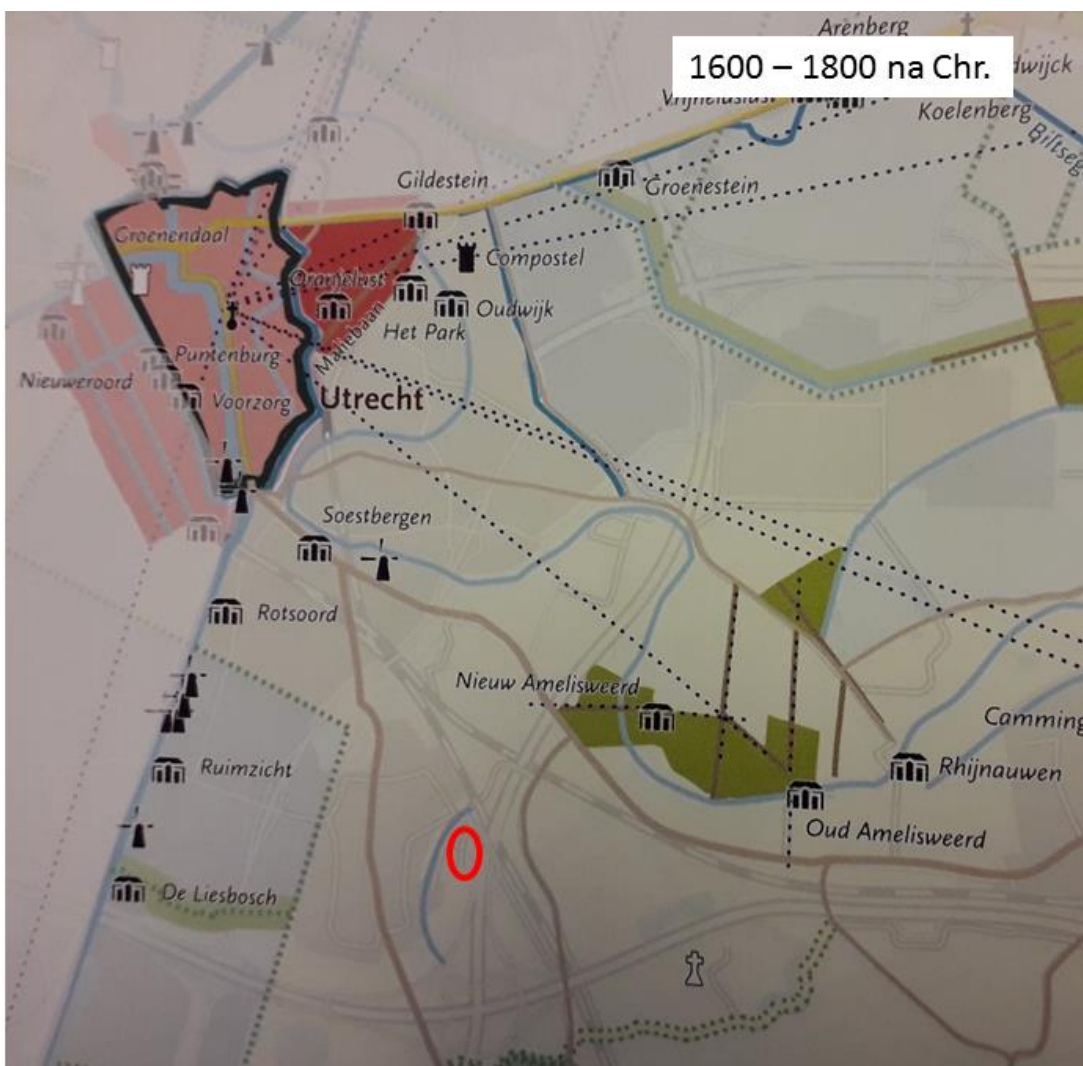 1600 – 1800 na Chr.
Arenberg
Koelenberg
Gildestein
Groenestein
Groenendaal
Compostel
Oranjelust
Oudwijk
Het Park
Maliebaan
Puntenburg
Nieuweroord
Voorzorg
Utrecht
Soestbergen
Rotsoord
Nieuw Amelisweerd
Camming
Ruimzicht
Rhijnauwen
Oud Amelisweerd
De Liesbosch